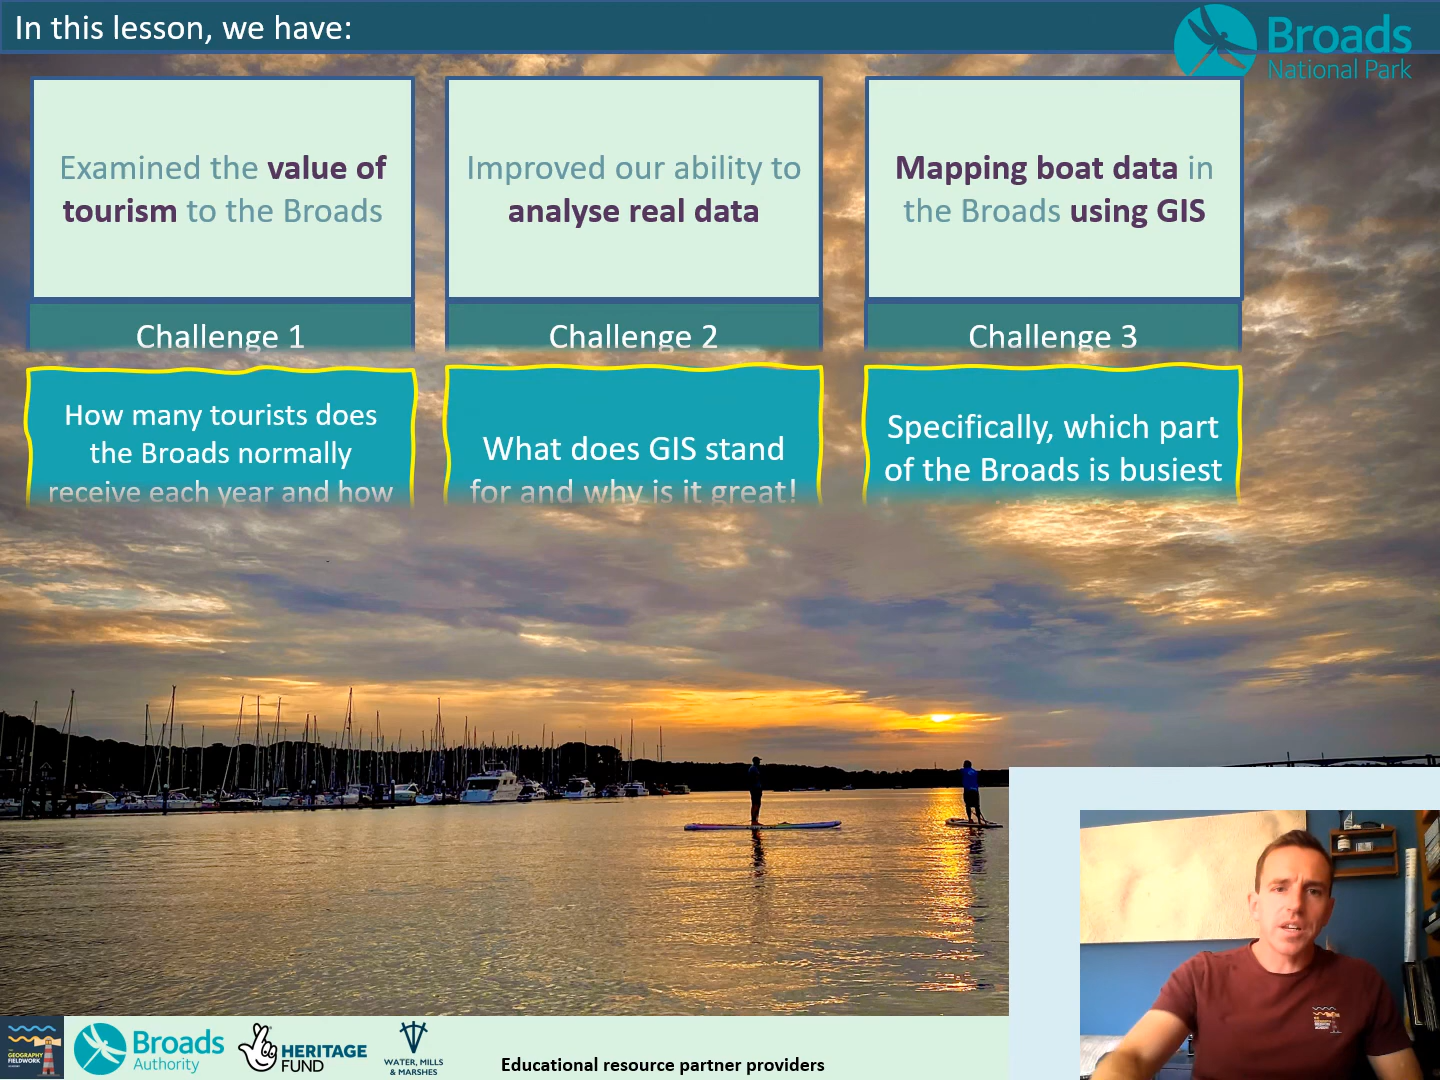 In this lesson, we have:
Broads
National Park
Examined the value of
tourism to the Broads
Improved our ability to
analyse real data
Mapping boat data in
the Broads using GIS
Challenge 1
Challenge 2
Challenge 3
How many tourists does
the Broads normally
receive each year and how
What does GIS stand
for and why is it great!
Specifically, which part
of the Broads is busiest
GEOGRAPHY
FIELDWORK
Broads
Authority
HERITAGE
FUND
WATER, MILLS
& MARSHES
Educational resource partner providers